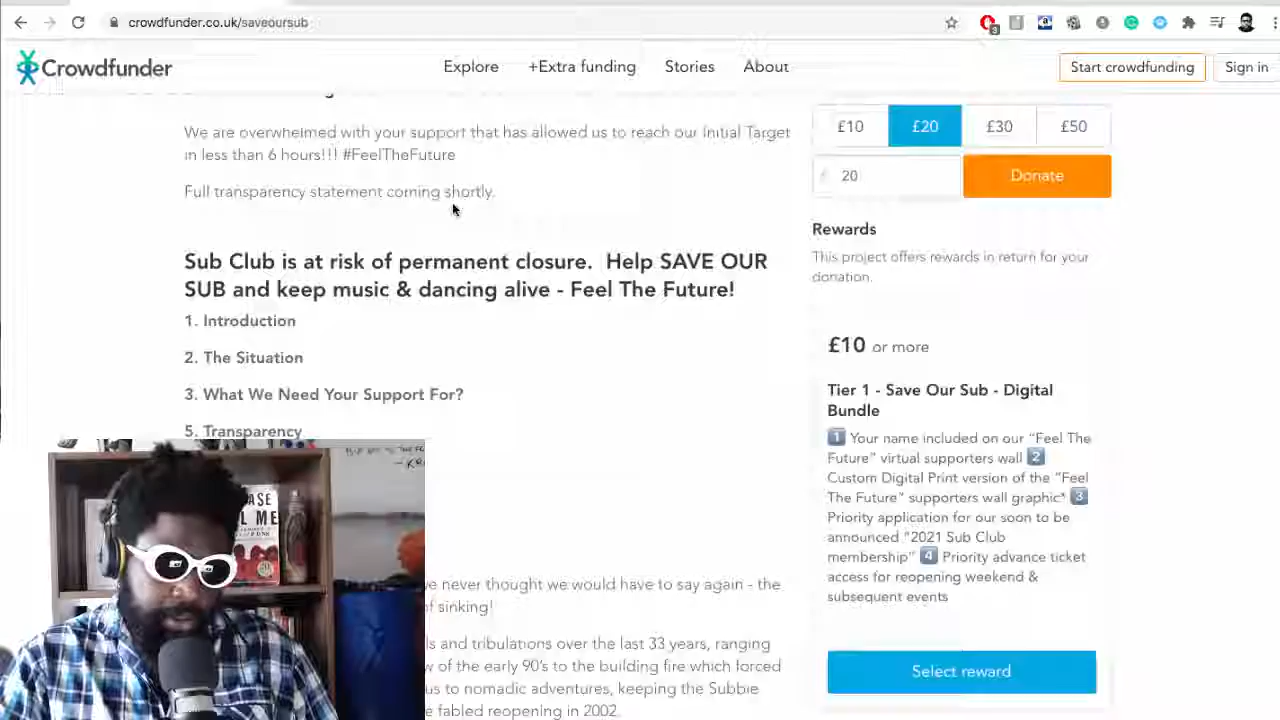 crowdfunder.co.uk/saveoursub
Crowdfunder
Explore
+Extra funding
Stories
About
Start crowdfunding
Sign in
We are overwhelmed with your support that has allowed us to reach our Initial Target
in less than 6 hours!!! #FeelTheFuture
Full transparency statement coming shortly.
Sub Club is at risk of permanent closure. Help SAVE OUR
SUB and keep music & dancing alive - Feel The Future!
1. Introduction
2. The Situation
3. What We Need Your Support For?
5. Transparency
we never thought we would have to say again - the
of sinking!
ls and tribulations over the last 33 years, ranging
w of the early 90's to the building fire which forced
us to nomadic adventures, keeping the Subbie
e fabled reopening in 2002.
£10
£20
£30
£50
£ 20
Donate
Rewards
This project offers rewards in return for your
donation.
£10 or more
Tier 1 - Save Our Sub - Digital
Bundle
1 Your name included on our “Feel The
Future” virtual supporters wall 2
Custom Digital Print version of the “Feel
The Future” supporters wall graphic* 3
Priority application for our soon to be
announced “2021 Sub Club
membership” 4 Priority advance ticket
access for reopening weekend &
subsequent events
Select reward